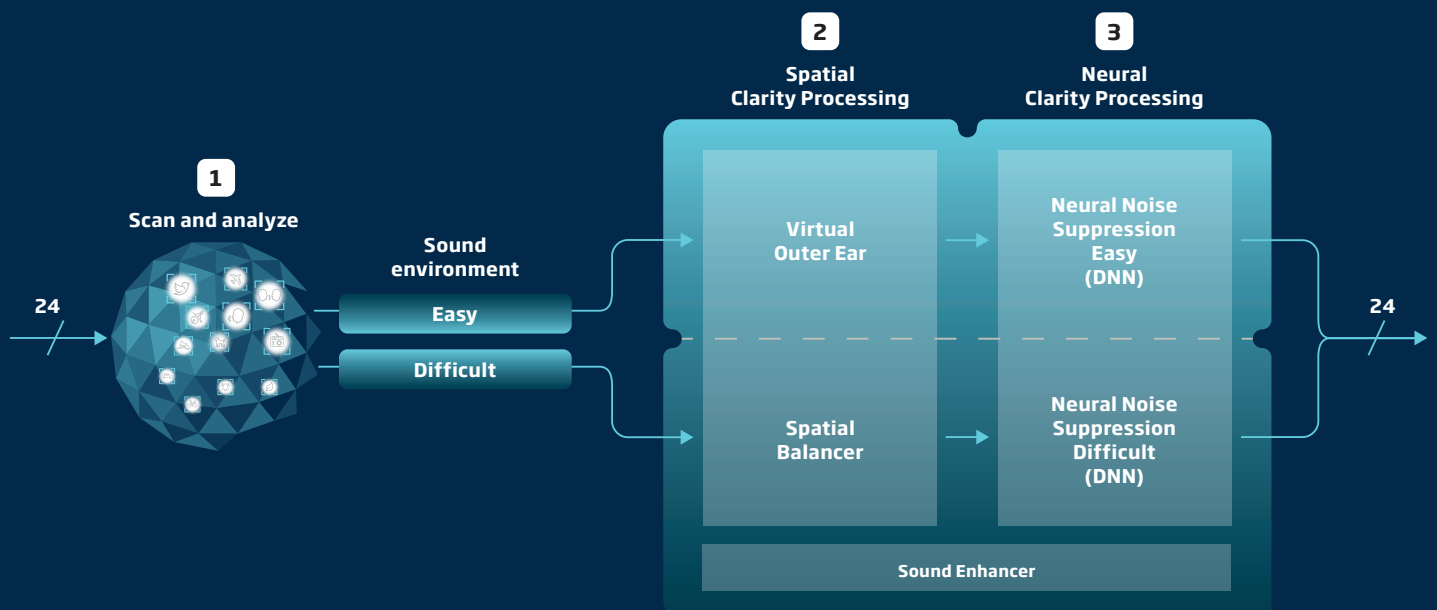 1
Scan and analyze
24
Sound
environment
Easy
Difficult
2
Spatial
Clarity Processing
3
Neural
Clarity Processing
Virtual
Outer Ear
Neural Noise
Suppression
Easy
(DNN)
Spatial
Balancer
Neural Noise
Suppression
Difficult
(DNN)
Sound Enhancer
24